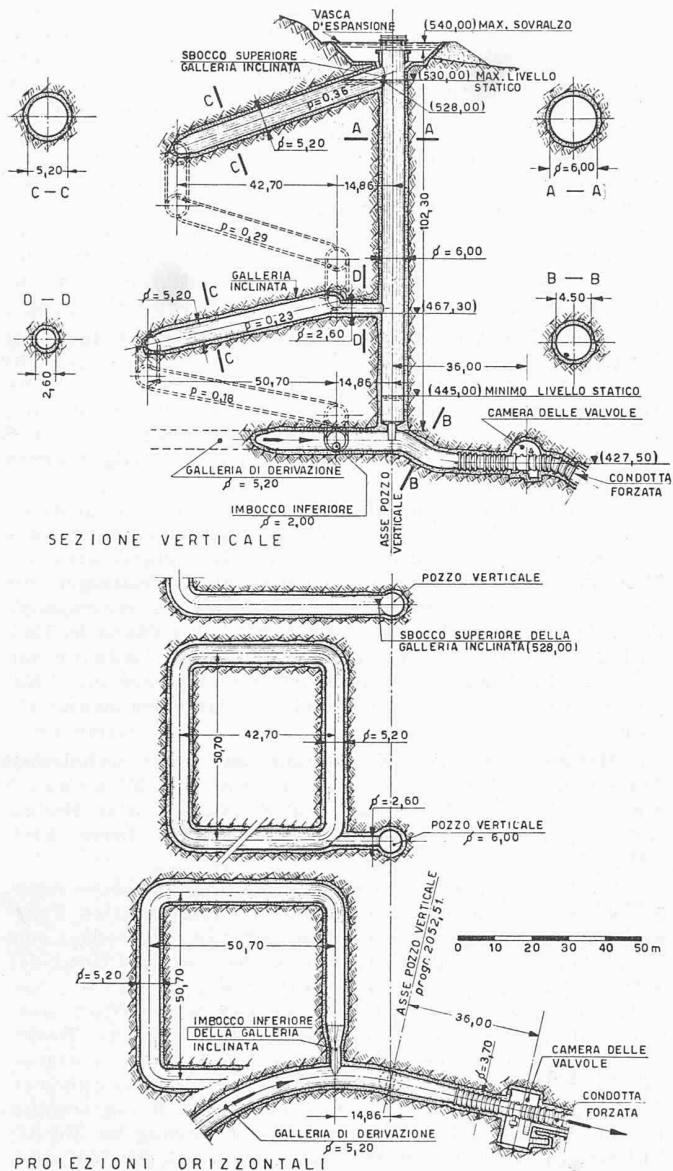 VASCA
D'ESPANSIONE
(540,00) MAX. SOVRALZO
SBOCCO SUPERIORE
GALLERIA INCLINATA
(530,00) MAX. LIVELLO
STATICO
(528,00)
C
p=0.36
A A
C
ϕ=5,20
5,20
C — C
ϕ=6,00
A — A
42,70
14,86
102,30
p=0,29
ϕ=6,00
D — D
B — B
4.50
GALLERIA
INCLINATA
D
ϕ=5,20
C
p=0,23
(467,30)
ϕ=2,60
D
C
2,60
36,00
50,70
14,86
p=0,18
(445,00) MINIMO LIVELLO STATICO
B
CAMERA DELLE VALVOLE
(427,50)
GALLERIA DI DERIVAZIONE
ϕ = 5,20
B
CONDOTTA
FORZATA
IMBOCCO INFERIORE
ϕ = 2,00
ASSE POZZO
VERTICALE
SEZIONE VERTICALE
POZZO VERTICALE
SBOCCO SUPERIORE DELLA
GALLERIA INCLINATA (528,00)
42,70
50,70
ϕ=5,20
ϕ=2,60
POZZO VERTICALE
ϕ = 6,00
ASSE POZZO VERTICALE
progr. 2052,51.
0 10 20 30 40 50 m
50,70
ϕ=5,20
50,70
36,00
IMBOCCO INFERIORE
DELLA GALLERIA
INCLINATA
ϕ=3,70
CAMERA DELLE
VALVOLE
CONDOTTA
FORZATA
14,86
GALLERIA DI DERIVAZIONE
ϕ = 5,20
PROIEZIONI ORIZZONTALI